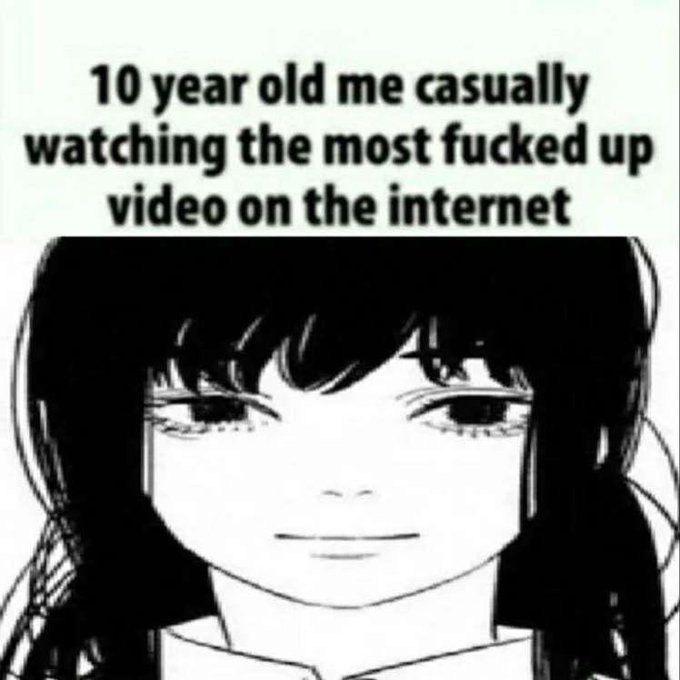 10 year old me casually
watching the most fucked up
video on the internet